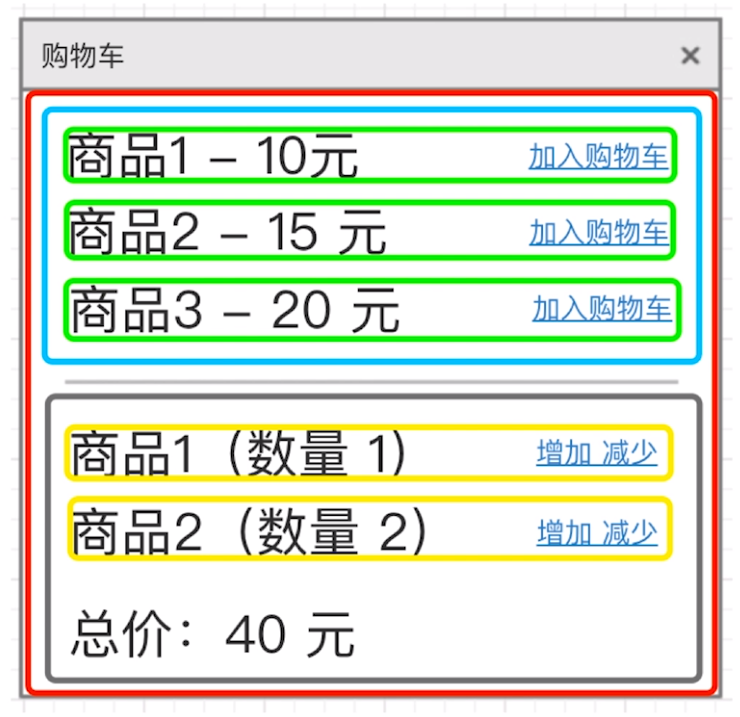 购物车 ×
商品1 – 10元 加入购物车
商品2 – 15 元 加入购物车
商品3 – 20 元 加入购物车
商品1（数量 1） 增加 减少
商品2（数量 2） 增加 减少
总价：40 元